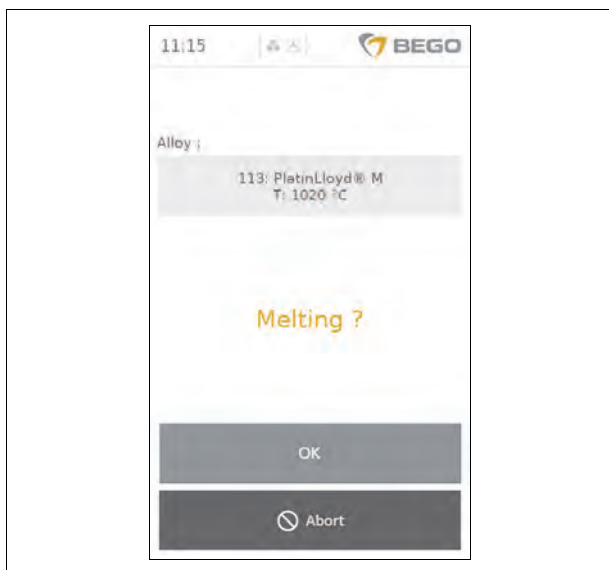 11:15
BEGO
Alloy :
113: PlatinLloyd® M
T: 1020 °C
Melting ?
OK
Abort